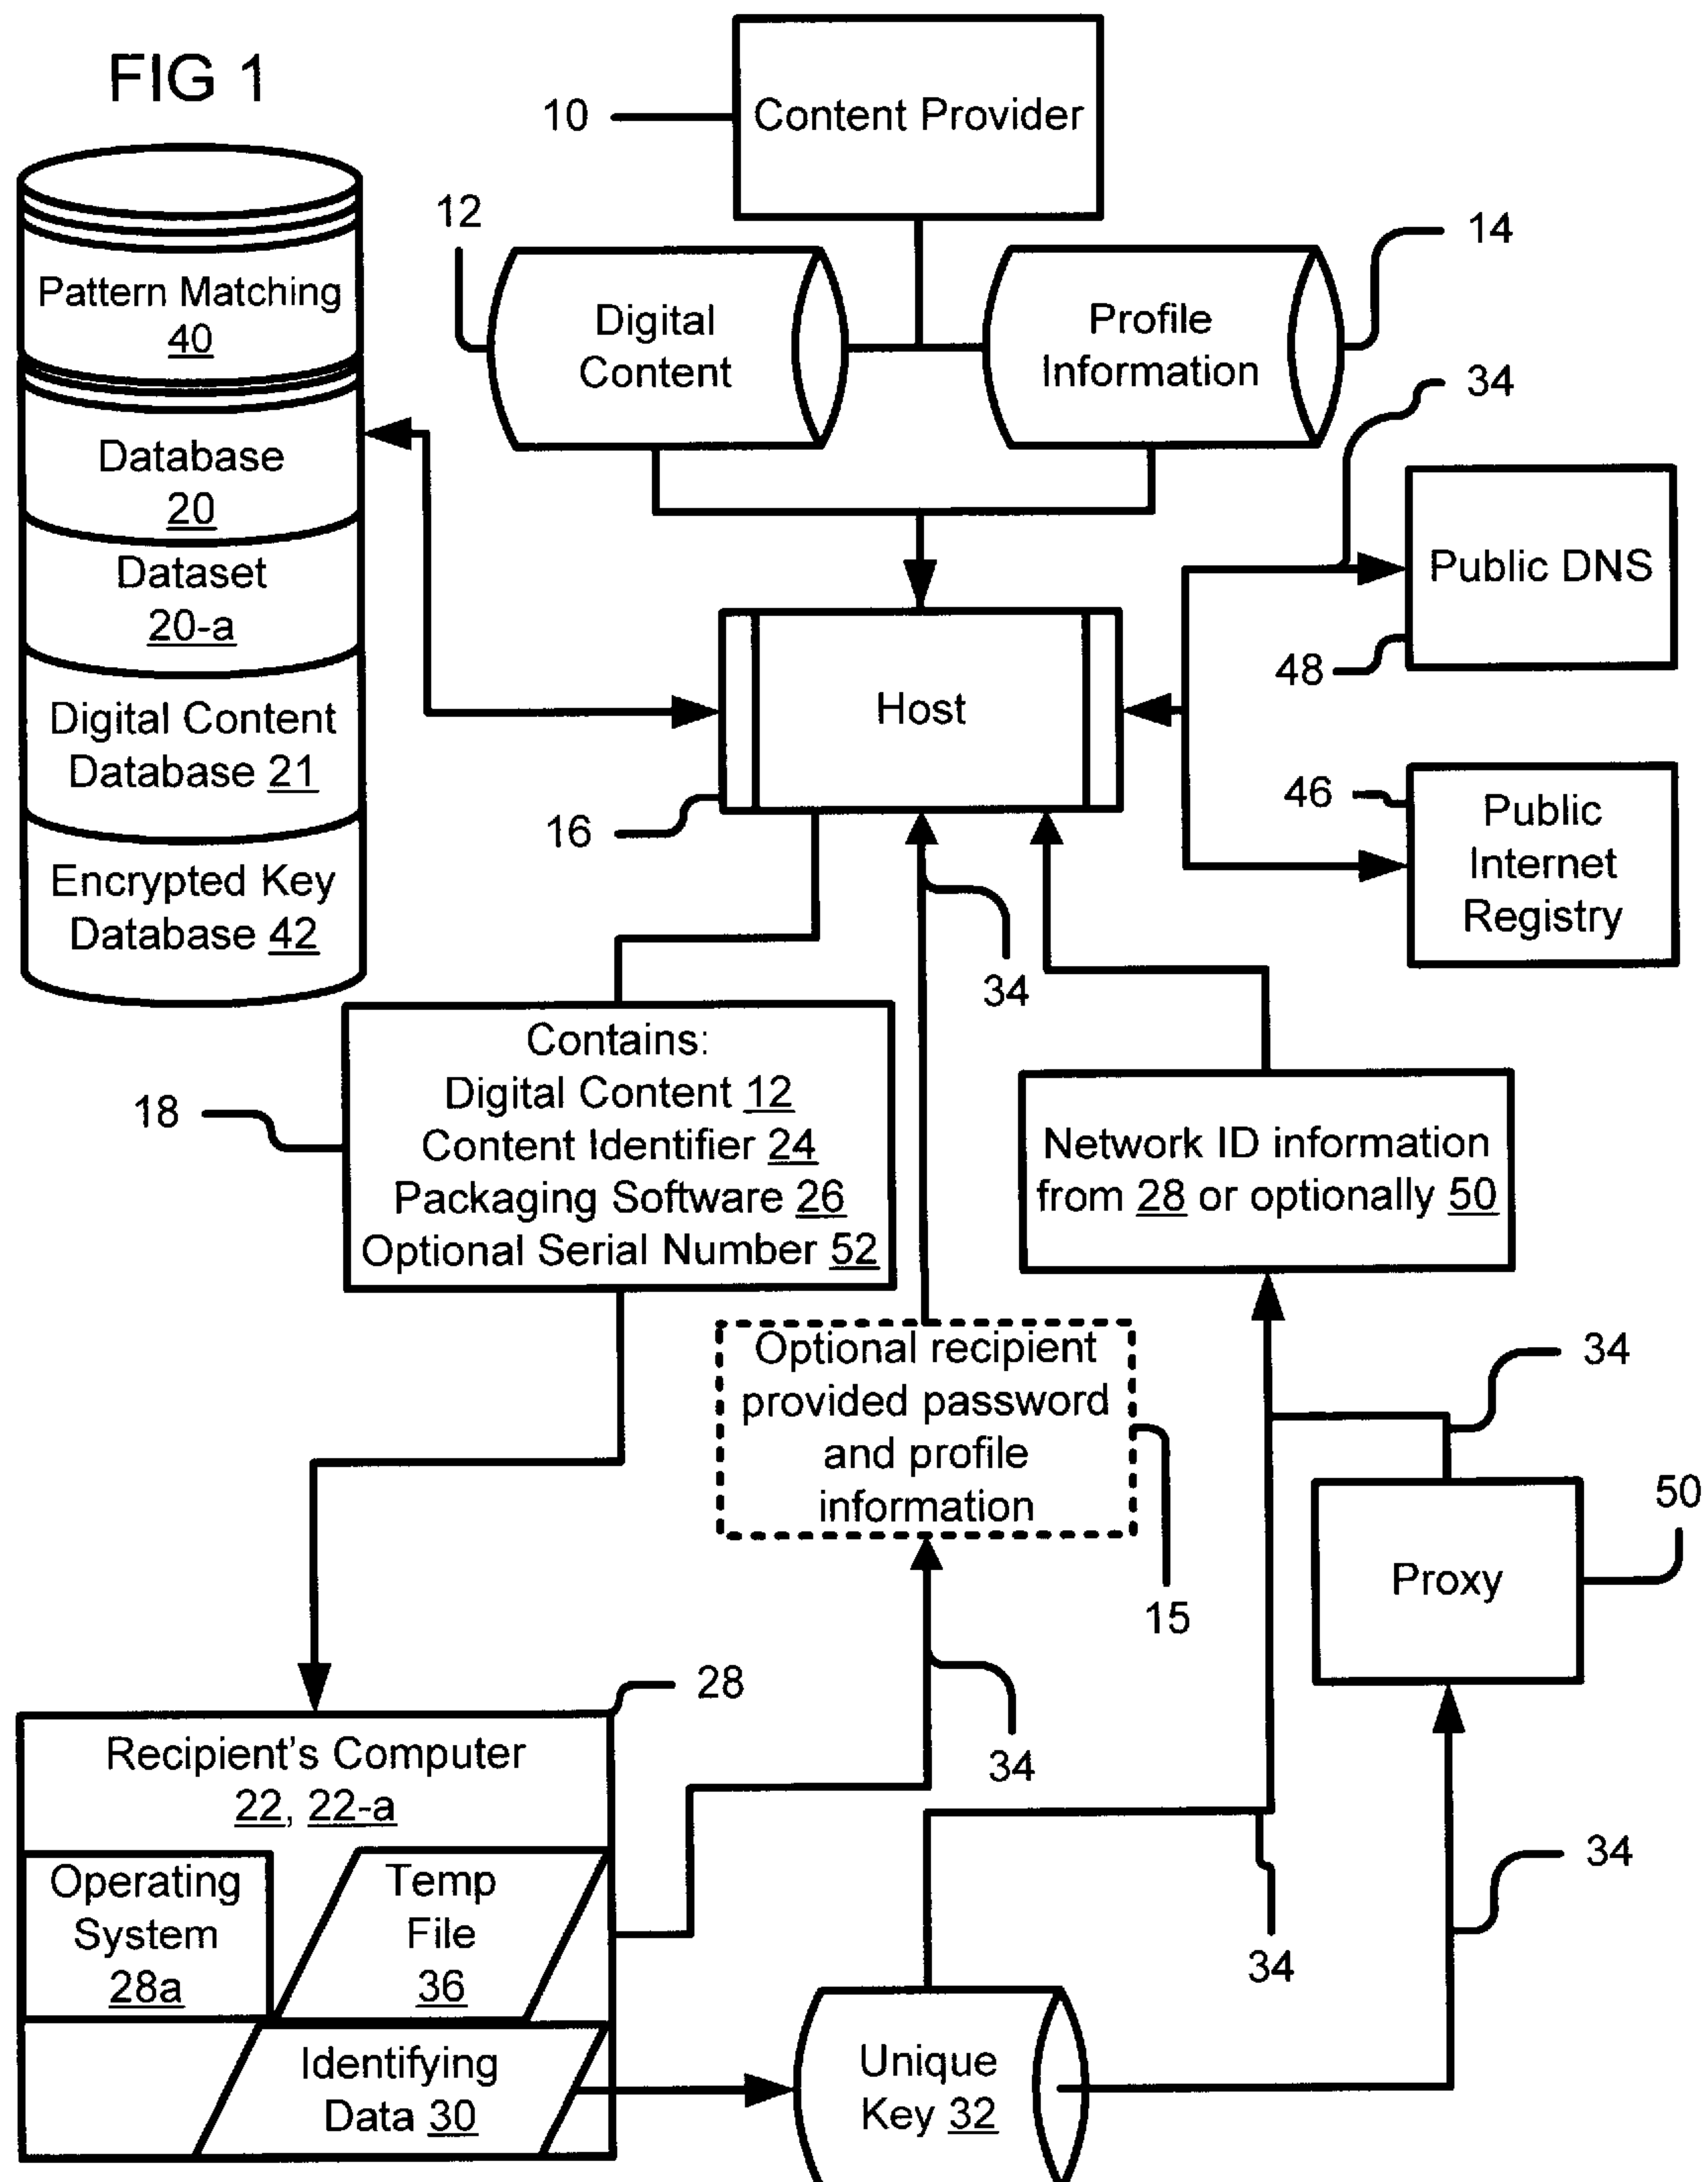 FIG 1
10
Content Provider
12
14
Digital
Content
Profile
Information
34
Pattern Matching
40
Database
20
Dataset
20-a
Digital Content
Database 21
Encrypted Key
Database 42
Public DNS
48
Host
16
46
Public
Internet
Registry
34
18
Contains:
Digital Content 12
Content Identifier 24
Packaging Software 26
Optional Serial Number 52
Network ID information
from 28 or optionally 50
Optional recipient
provided password
and profile
information
15
34
Proxy
50
34
28
Recipient's Computer
22, 22-a
Operating
System
28a
Temp
File
36
Identifying
Data 30
34
34
Unique
Key 32